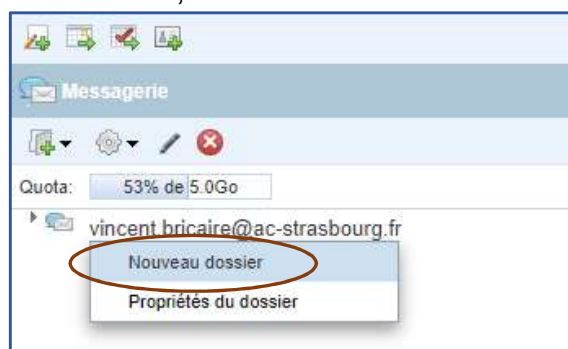 Messagerie
Quota: 53% de 5.0Go
vincent.bricaire@ac-strasbourg.fr
Nouveau dossier
Propriétés du dossier